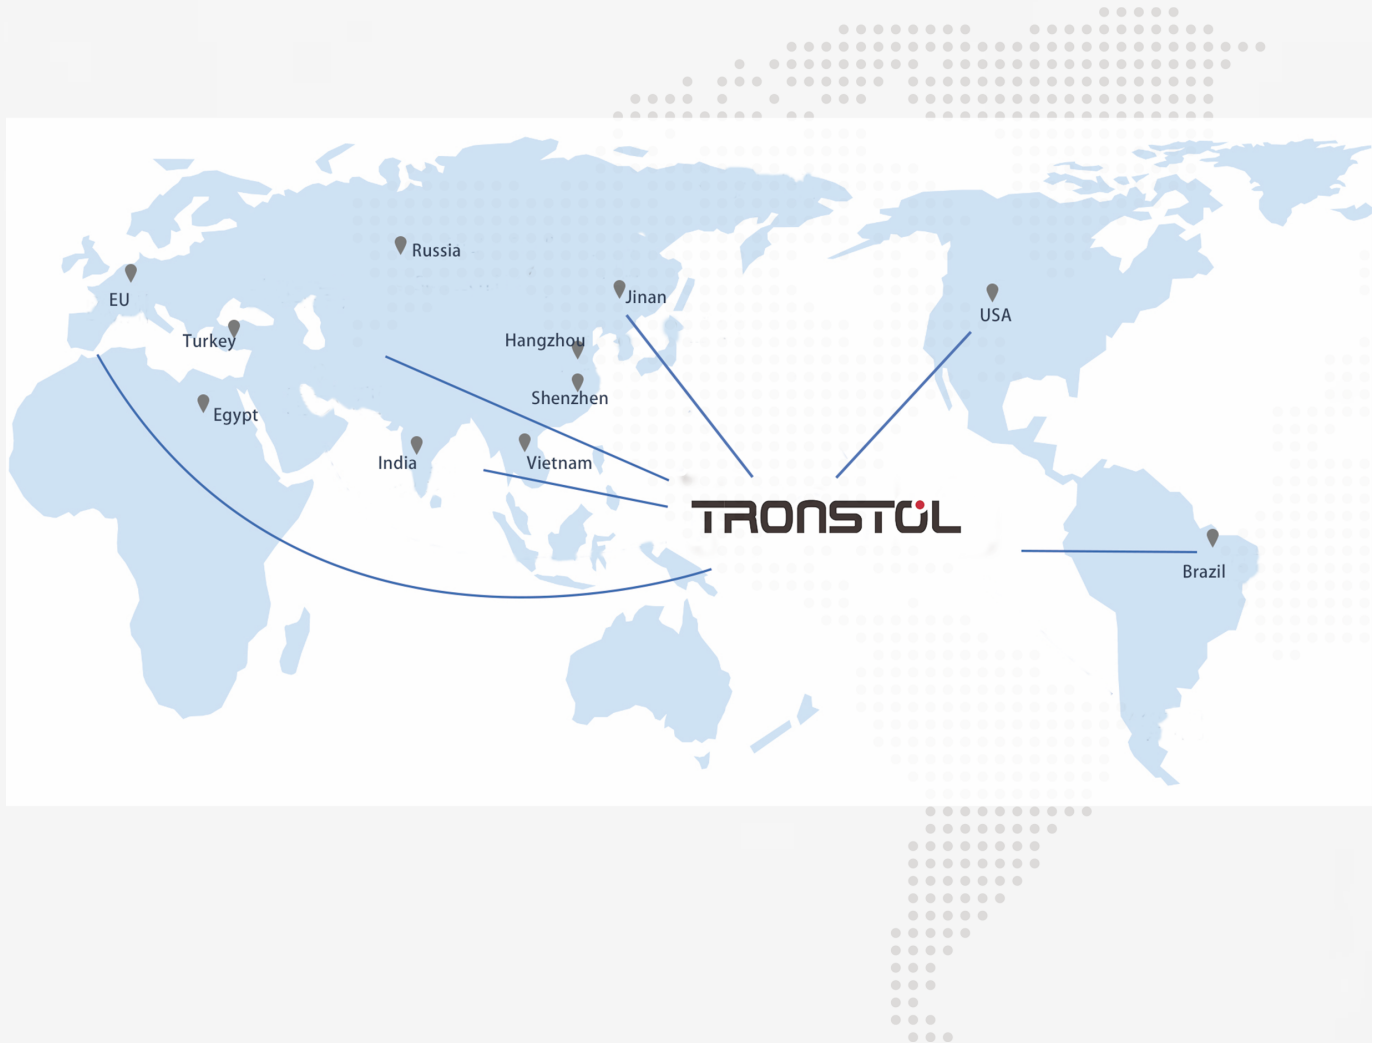 Russia
EU
Jinan
USA
Turkey
Hangzhou
Shenzhen
Egypt
India
Vietnam
TRONSTOL
Brazil